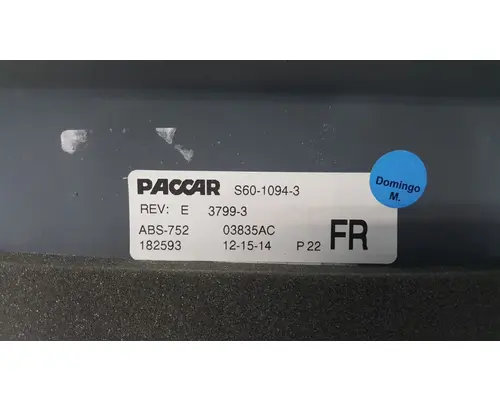 PACCAR S60-1094-3
REV: E 3799-3
ABS-752 03835AC
182593 12-15-14 P 22 FR
Domingo
M.